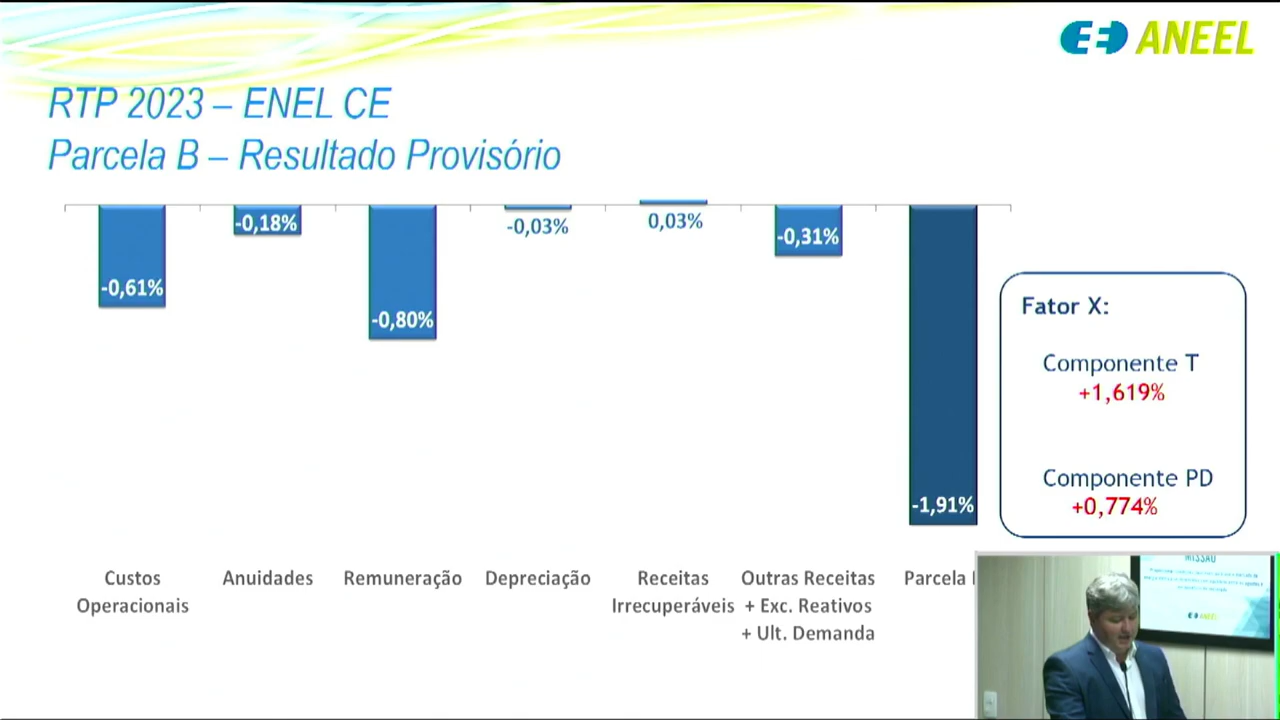 ANEEL
RTP 2023 – ENEL CE
Parcela B – Resultado Provisório
-0,61%
-0,18%
-0,80%
-0,03%
0,03%
-0,31%
-1,91%
Fator X:
Componente T
+1,619%
Componente PD
+0,774%
Custos
Operacionais
Anuidades
Remuneração
Depreciação
Receitas
Irrecuperáveis
Outras Receitas
+ Exc. Reativos
+ Ult. Demanda
Parcela
MISSÃO
ANEEL